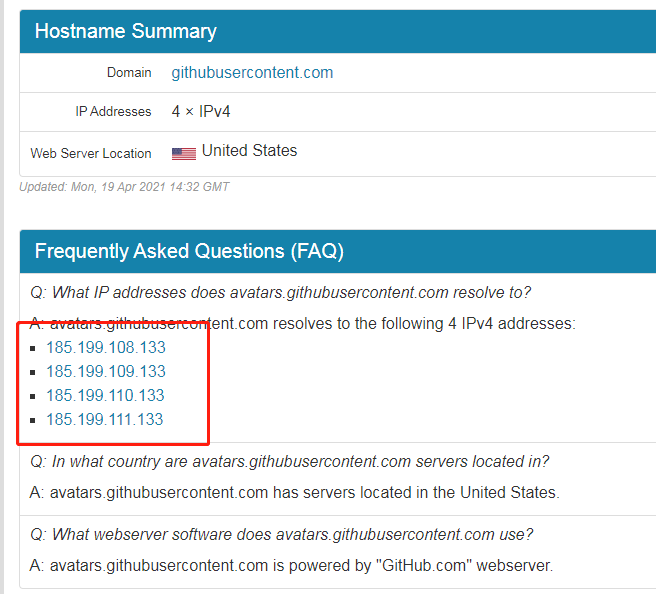 Hostname Summary
Domain githubusercontent.com
IP Addresses 4 × IPv4
Web Server Location United States
Updated: Mon, 19 Apr 2021 14:32 GMT
Frequently Asked Questions (FAQ)
Q: What IP addresses does avatars.githubusercontent.com resolve to?
A: avatars.githubusercontent.com resolves to the following 4 IPv4 addresses:
185.199.108.133
185.199.109.133
185.199.110.133
185.199.111.133
Q: In what country are avatars.githubusercontent.com servers located in?
A: avatars.githubusercontent.com has servers located in the United States.
Q: What webserver software does avatars.githubusercontent.com use?
A: avatars.githubusercontent.com is powered by "GitHub.com" webserver.